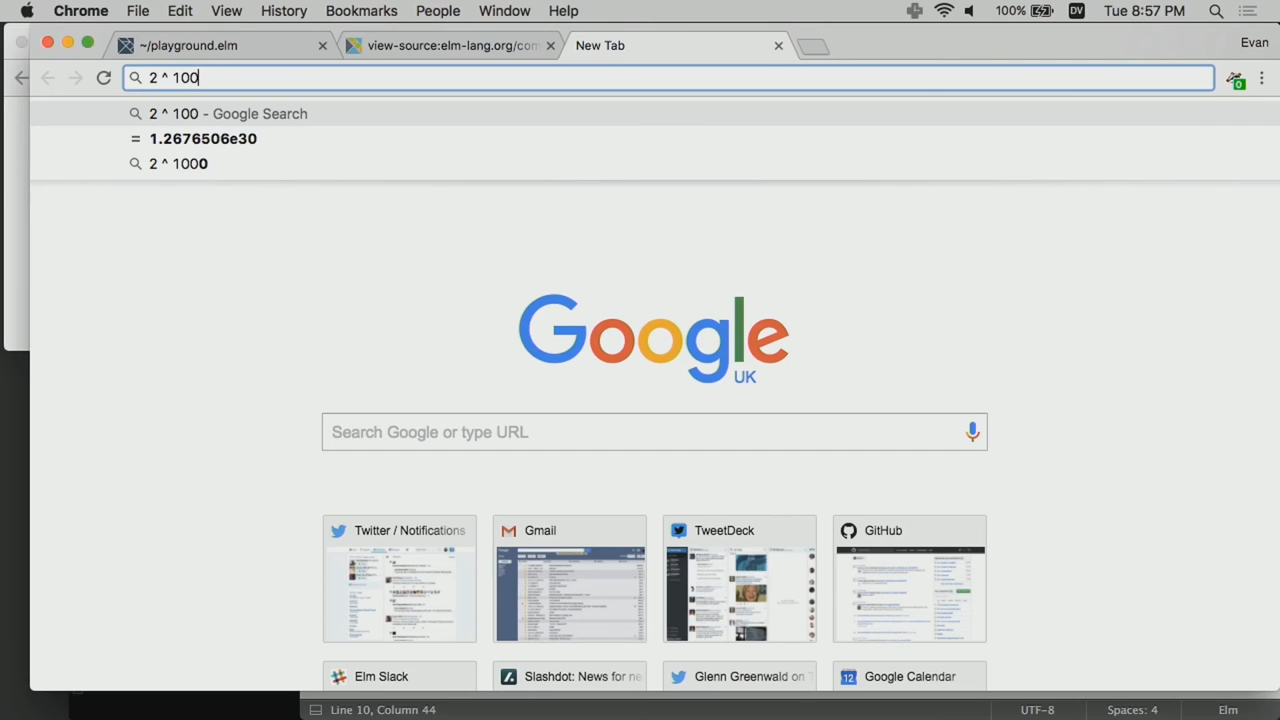 Chrome File Edit View History Bookmarks People Window Help 100% DV Tue 8:57 PM
~/playground.elm view-source:elm-lang.org/com New Tab Evan
2 ^ 100 0
2 ^ 100 - Google Search
= 1.2676506e30
2 ^ 1000
Google
UK
Search Google or type URL
Twitter / Notifications Gmail TweetDeck GitHub
Elm Slack Slashdot: News for ne Glenn Greenwald on T 12 Google Calendar
Line 10, Column 44 UTF-8 Spaces: 4 Elm